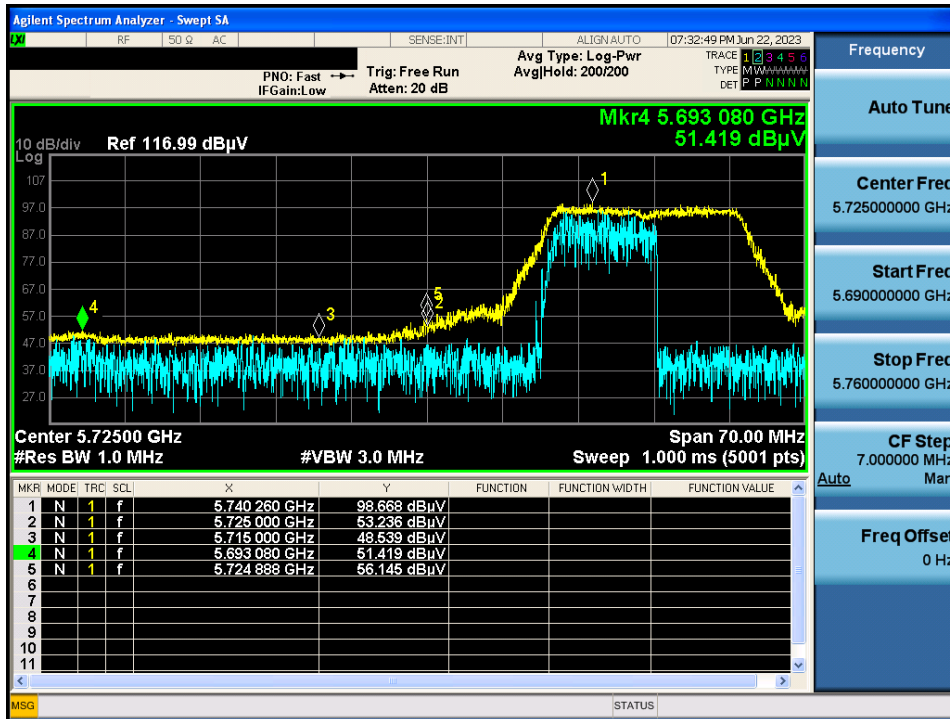 Agilent Spectrum Analyzer - Swept SA
LXI RF 50 Ω AC SENSE:INT ALIGN AUTO 07:32:49 PM Jun 22, 2023
PNO: Fast Trig: Free Run Avg Type: Log-Pwr TRACE 1 2 3 4 5 6
IFGain:Low Atten: 20 dB Avg|Hold: 200/200 TYPE M W
DET P P N N N N
Mkr4 5.693 080 GHz
51.419 dBµV
10 dB/div Ref 116.99 dBµV
Log
107
97.0
87.0
77.0
67.0
57.0
47.0
37.0
27.0
1
5
2
3
4
Center 5.72500 GHz Span 70.00 MHz
#Res BW 1.0 MHz #VBW 3.0 MHz Sweep 1.000 ms (5001 pts)
MKR MODE TRC SCL X Y FUNCTION FUNCTION WIDTH FUNCTION VALUE
1 N 1 f 5.740 260 GHz 98.668 dBµV
2 N 1 f 5.725 000 GHz 53.236 dBµV
3 N 1 f 5.715 000 GHz 48.539 dBµV
4 N 1 f 5.693 080 GHz 51.419 dBµV
5 N 1 f 5.724 888 GHz 56.145 dBµV
6
7
8
9
10
11
MSG STATUS
Frequency
Auto Tune
Center Freq
5.725000000 GHz
Start Freq
5.690000000 GHz
Stop Freq
5.760000000 GHz
CF Step
7.000000 MHz
Auto Man
Freq Offset
0 Hz